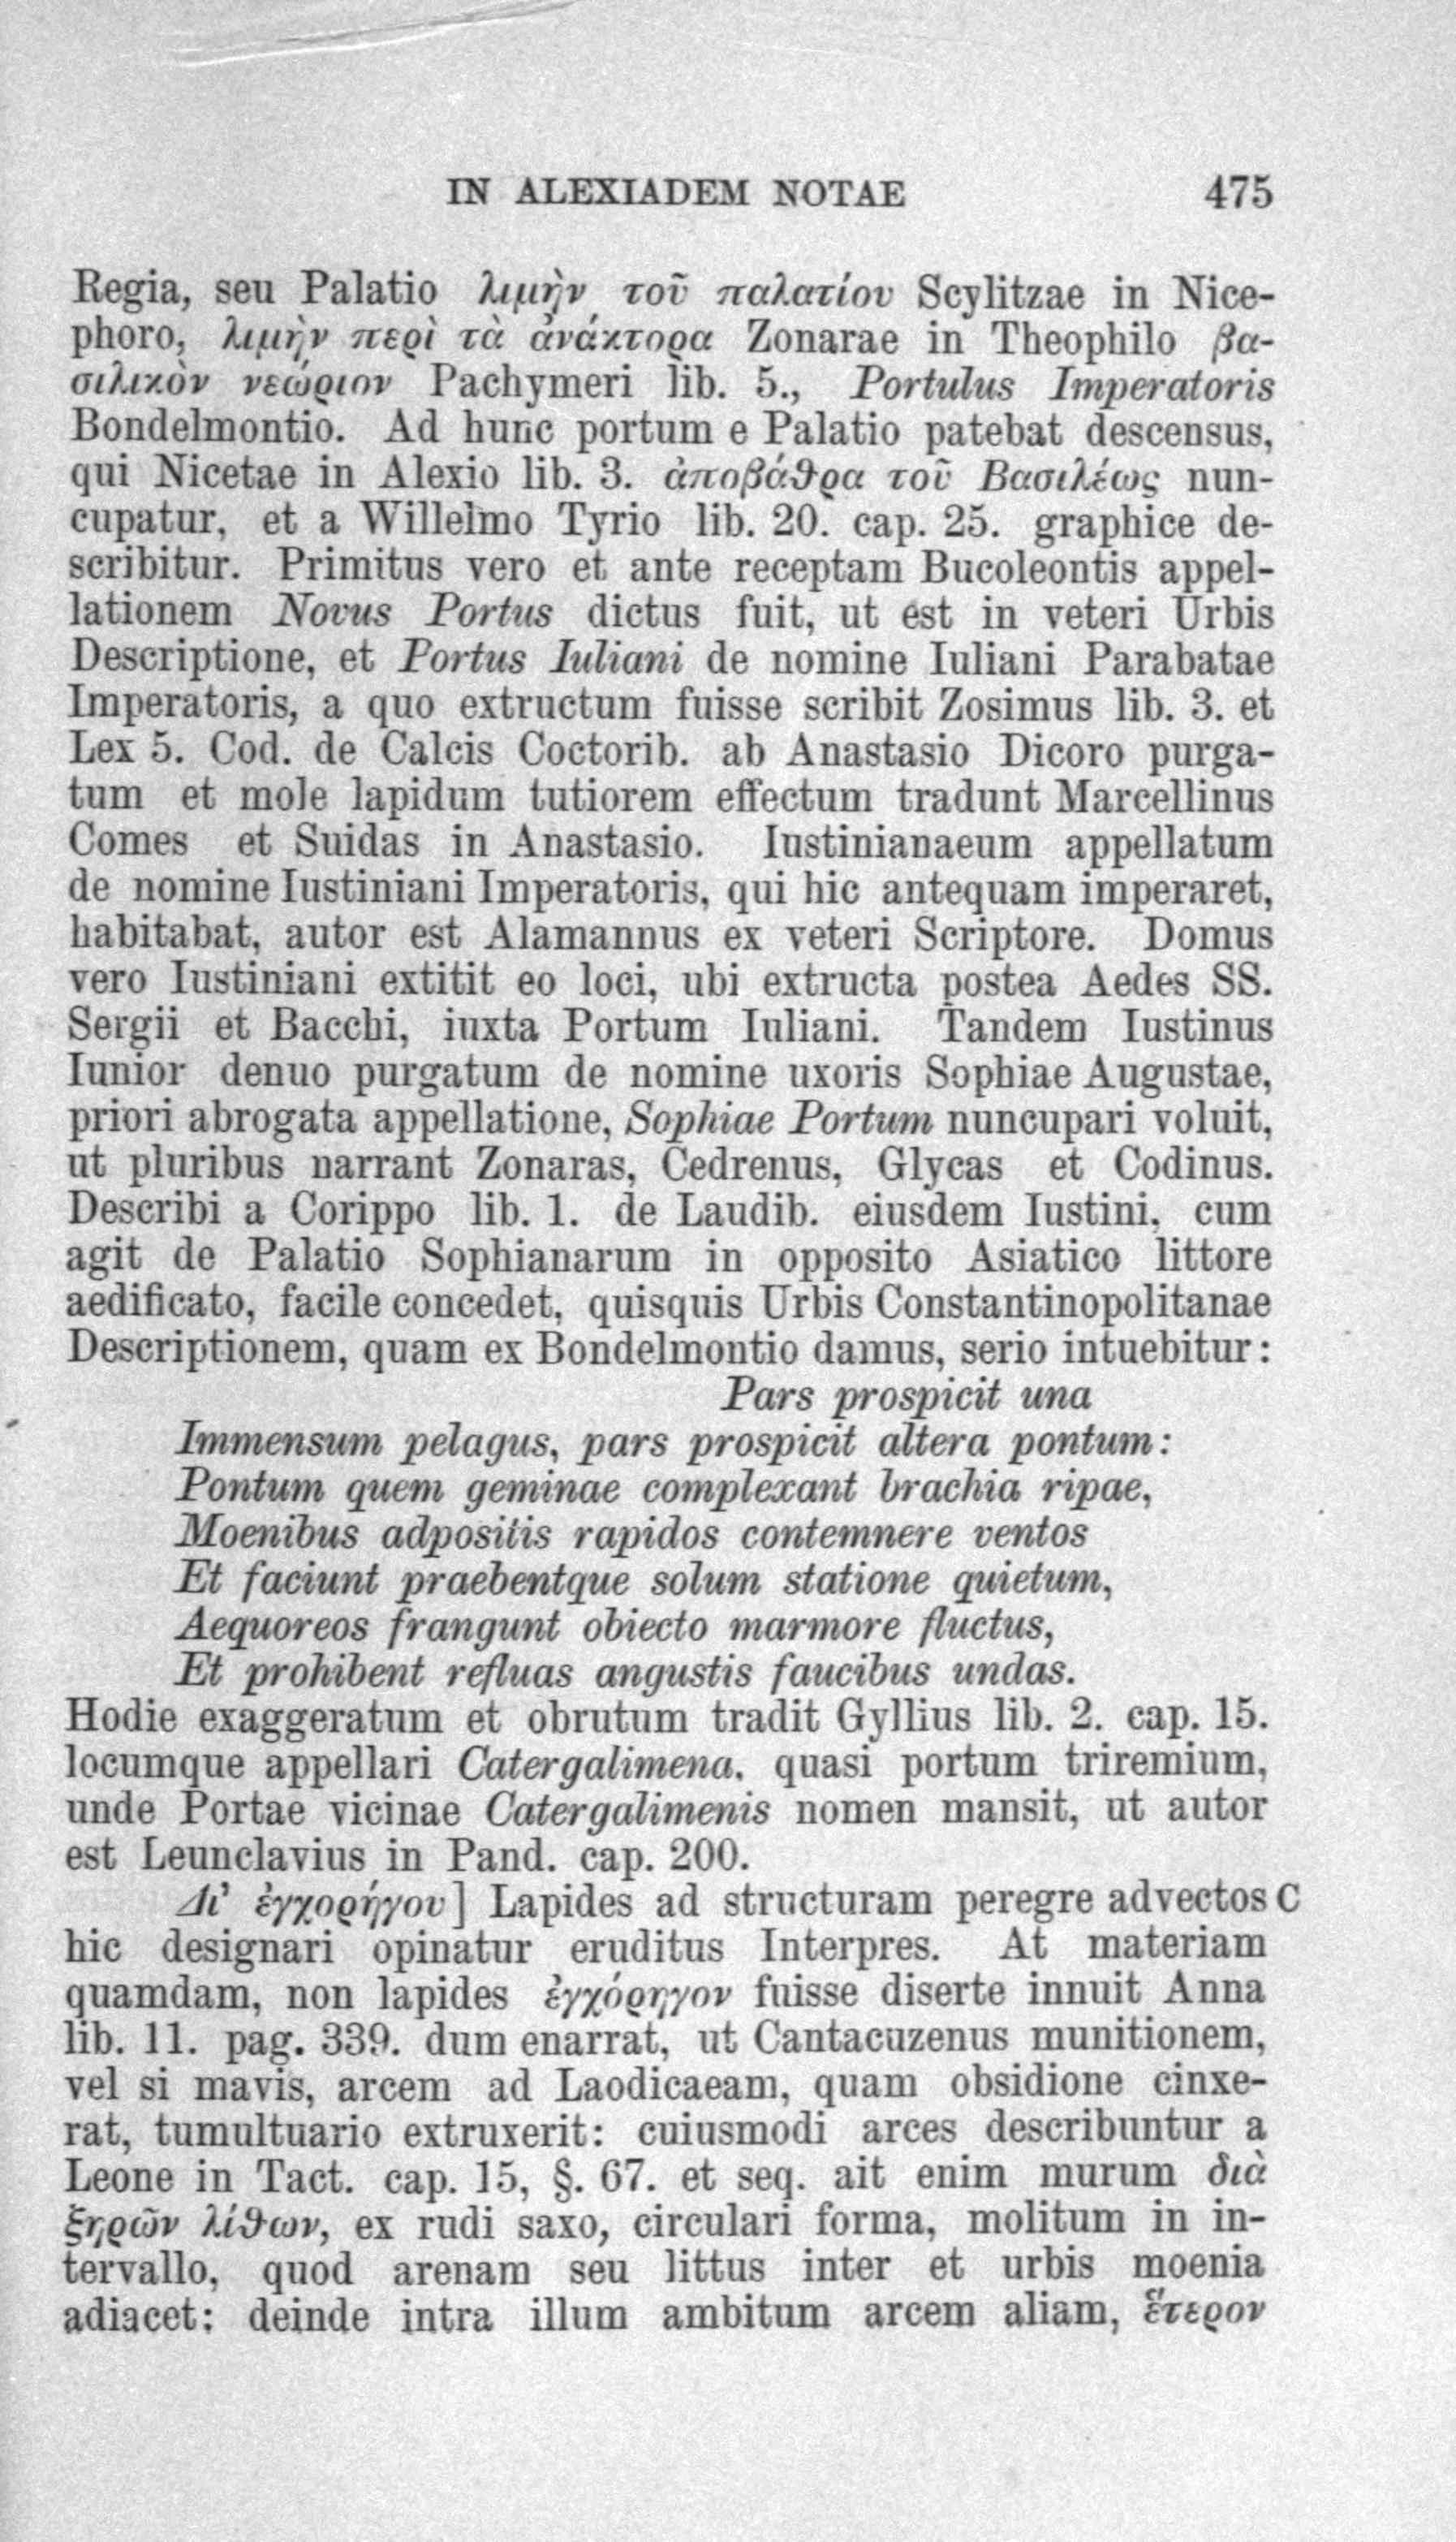 IN ALEXIADEM NOTAE 475
Regia, seu Palatio λιμὴν τοῦ παλατίου Scylitzae in Nice-
phoro, λιμὴν περὶ τὰ ἀνάκτορα Zonarae in Theophilo βα-
σιλικὸν νεώριον Pachymeri lib. 5., Portulus Imperatoris
Bondelmontio. Ad hunc portum e Palatio patebat descensus,
qui Nicetae in Alexio lib. 3. ἀποβάθρα τοῦ Βασιλέως nun-
cupatur, et a Willelmo Tyrio lib. 20. cap. 25. graphice de-
scribitur. Primitus vero et ante receptam Bucoleontis appel-
lationem Novus Portus dictus fuit, ut est in veteri Urbis
Descriptione, et Portus Iuliani de nomine Iuliani Parabatae
Imperatoris, a quo extructum fuisse scribit Zosimus lib. 3. et
Lex 5. Cod. de Calcis Coctorib. ab Anastasio Dicoro purga-
tum et mole lapidum tutiorem effectum tradunt Marcellinus
Comes et Suidas in Anastasio. Iustinianaeum appellatum
de nomine Iustiniani Imperatoris, qui hic antequam imperaret,
habitabat, autor est Alamannus ex veteri Scriptore. Domus
vero Iustiniani extitit eo loci, ubi extructa postea Aedes SS.
Sergii et Bacchi, iuxta Portum Iuliani. Tandem Iustinus
Iunior denuo purgatum de nomine uxoris Sophiae Augustae,
priori abrogata appellatione, Sophiae Portum nuncupari voluit,
ut pluribus narrant Zonaras, Cedrenus, Glycas et Codinus.
Describi a Corippo lib. 1. de Laudib. eiusdem Iustini, cum
agit de Palatio Sophianarum in opposito Asiatico littore
aedificato, facile concedet, quisquis Urbis Constantinopolitanae
Descriptionem, quam ex Bondelmontio damus, serio intuebitur:
Pars prospicit una
Immensum pelagus, pars prospicit altera pontum:
Pontum quem geminae complexant brachia ripae,
Moenibus adpositis rapidos contemnere ventos
Et faciunt praebentque solum statione quietum,
Aequoreos frangunt obiecto marmore fluctus,
Et prohibent refluas angustis faucibus undas.
Hodie exaggeratum et obrutum tradit Gyllius lib. 2. cap. 15.
locumque appellari Catergalimena, quasi portum triremium,
unde Portae vicinae Catergalimenis nomen mansit, ut autor
est Leunclavius in Pand. cap. 200.
Δι' ἐγχορήγου] Lapides ad structuram peregre advectos C
hic designari opinatur eruditus Interpres. At materiam
quamdam, non lapides ἐγχόρηγον fuisse diserte innuit Anna
lib. 11. pag. 339. dum enarrat, ut Cantacuzenus munitionem,
vel si mavis, arcem ad Laodicaeam, quam obsidione cinxe-
rat, tumultuario extruxerit: cuiusmodi arces describuntur a
Leone in Tact. cap. 15, §. 67. et seq. ait enim murum διὰ
ξηρῶν λίθων, ex rudi saxo, circulari forma, molitum in in-
tervallo, quod arenam seu littus inter et urbis moenia
adiacet: deinde intra illum ambitum arcem aliam, ἕτερον